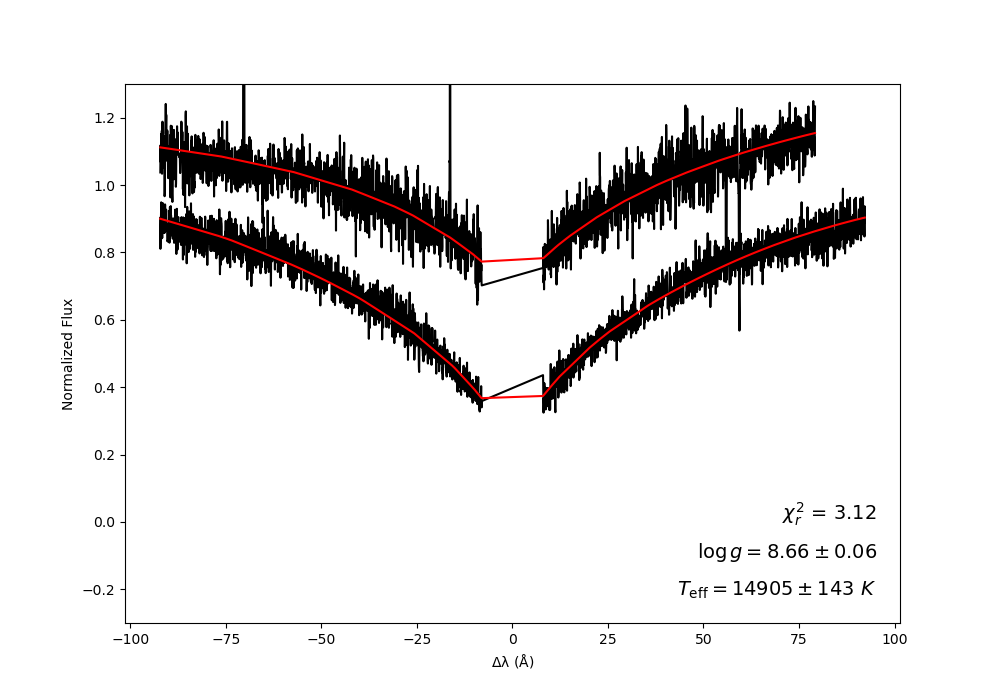 1.2
1.0
0.8
0.6
0.4
0.2
0.0
−0.2
Normalized Flux
χ²ᵣ = 3.12
log g = 8.66 ± 0.06
T_eff = 14905 ± 143 K
−100 −75 −50 −25 0 25 50 75 100
Δλ (Å)